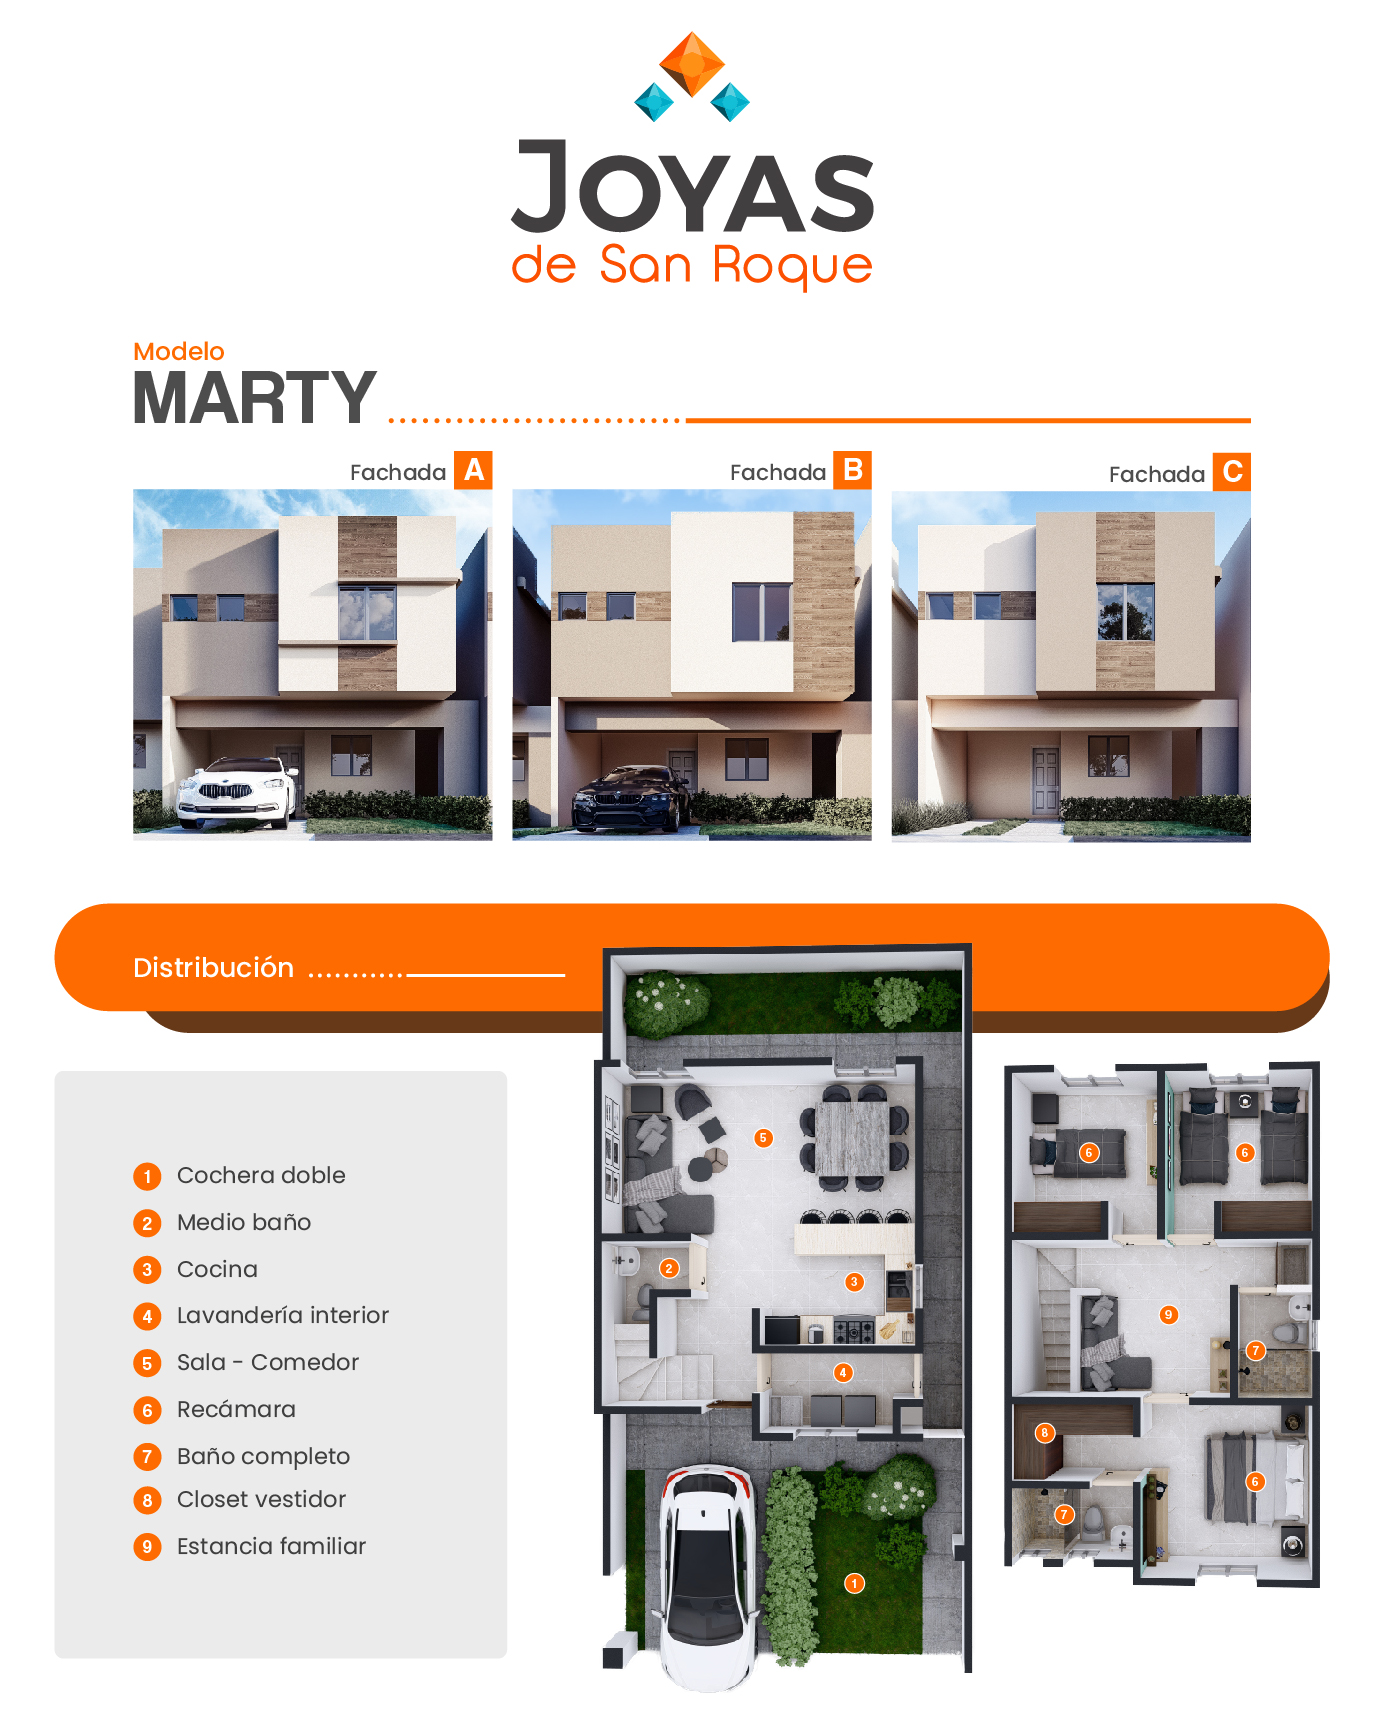 JOYAS
de San Roque
Modelo
MARTY
Fachada A
Fachada B
Fachada C
Distribución
1 Cochera doble
2 Medio baño
3 Cocina
4 Lavandería interior
5 Sala - Comedor
6 Recámara
7 Baño completo
8 Closet vestidor
9 Estancia familiar
5
2
3
4
1
6
6
9
7
8
6
7